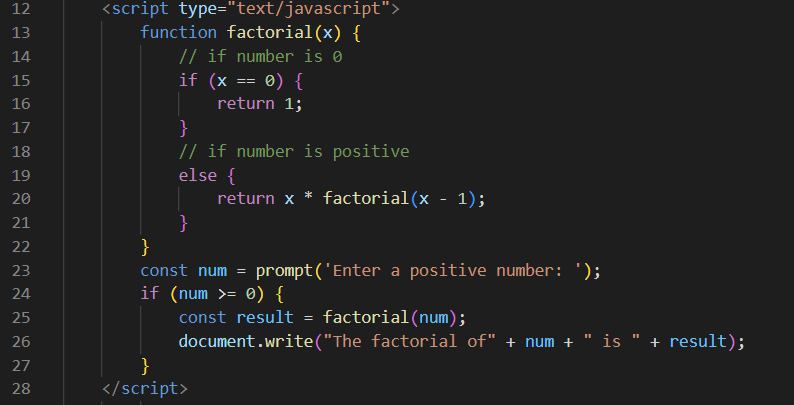 12 <script type="text/javascript">
13 function factorial(x) {
14 // if number is 0
15 if (x == 0) {
16 return 1;
17 }
18 // if number is positive
19 else {
20 return x * factorial(x - 1);
21 }
22 }
23 const num = prompt('Enter a positive number: ');
24 if (num >= 0) {
25 const result = factorial(num);
26 document.write("The factorial of" + num + " is " + result);
27 }
28 </script>